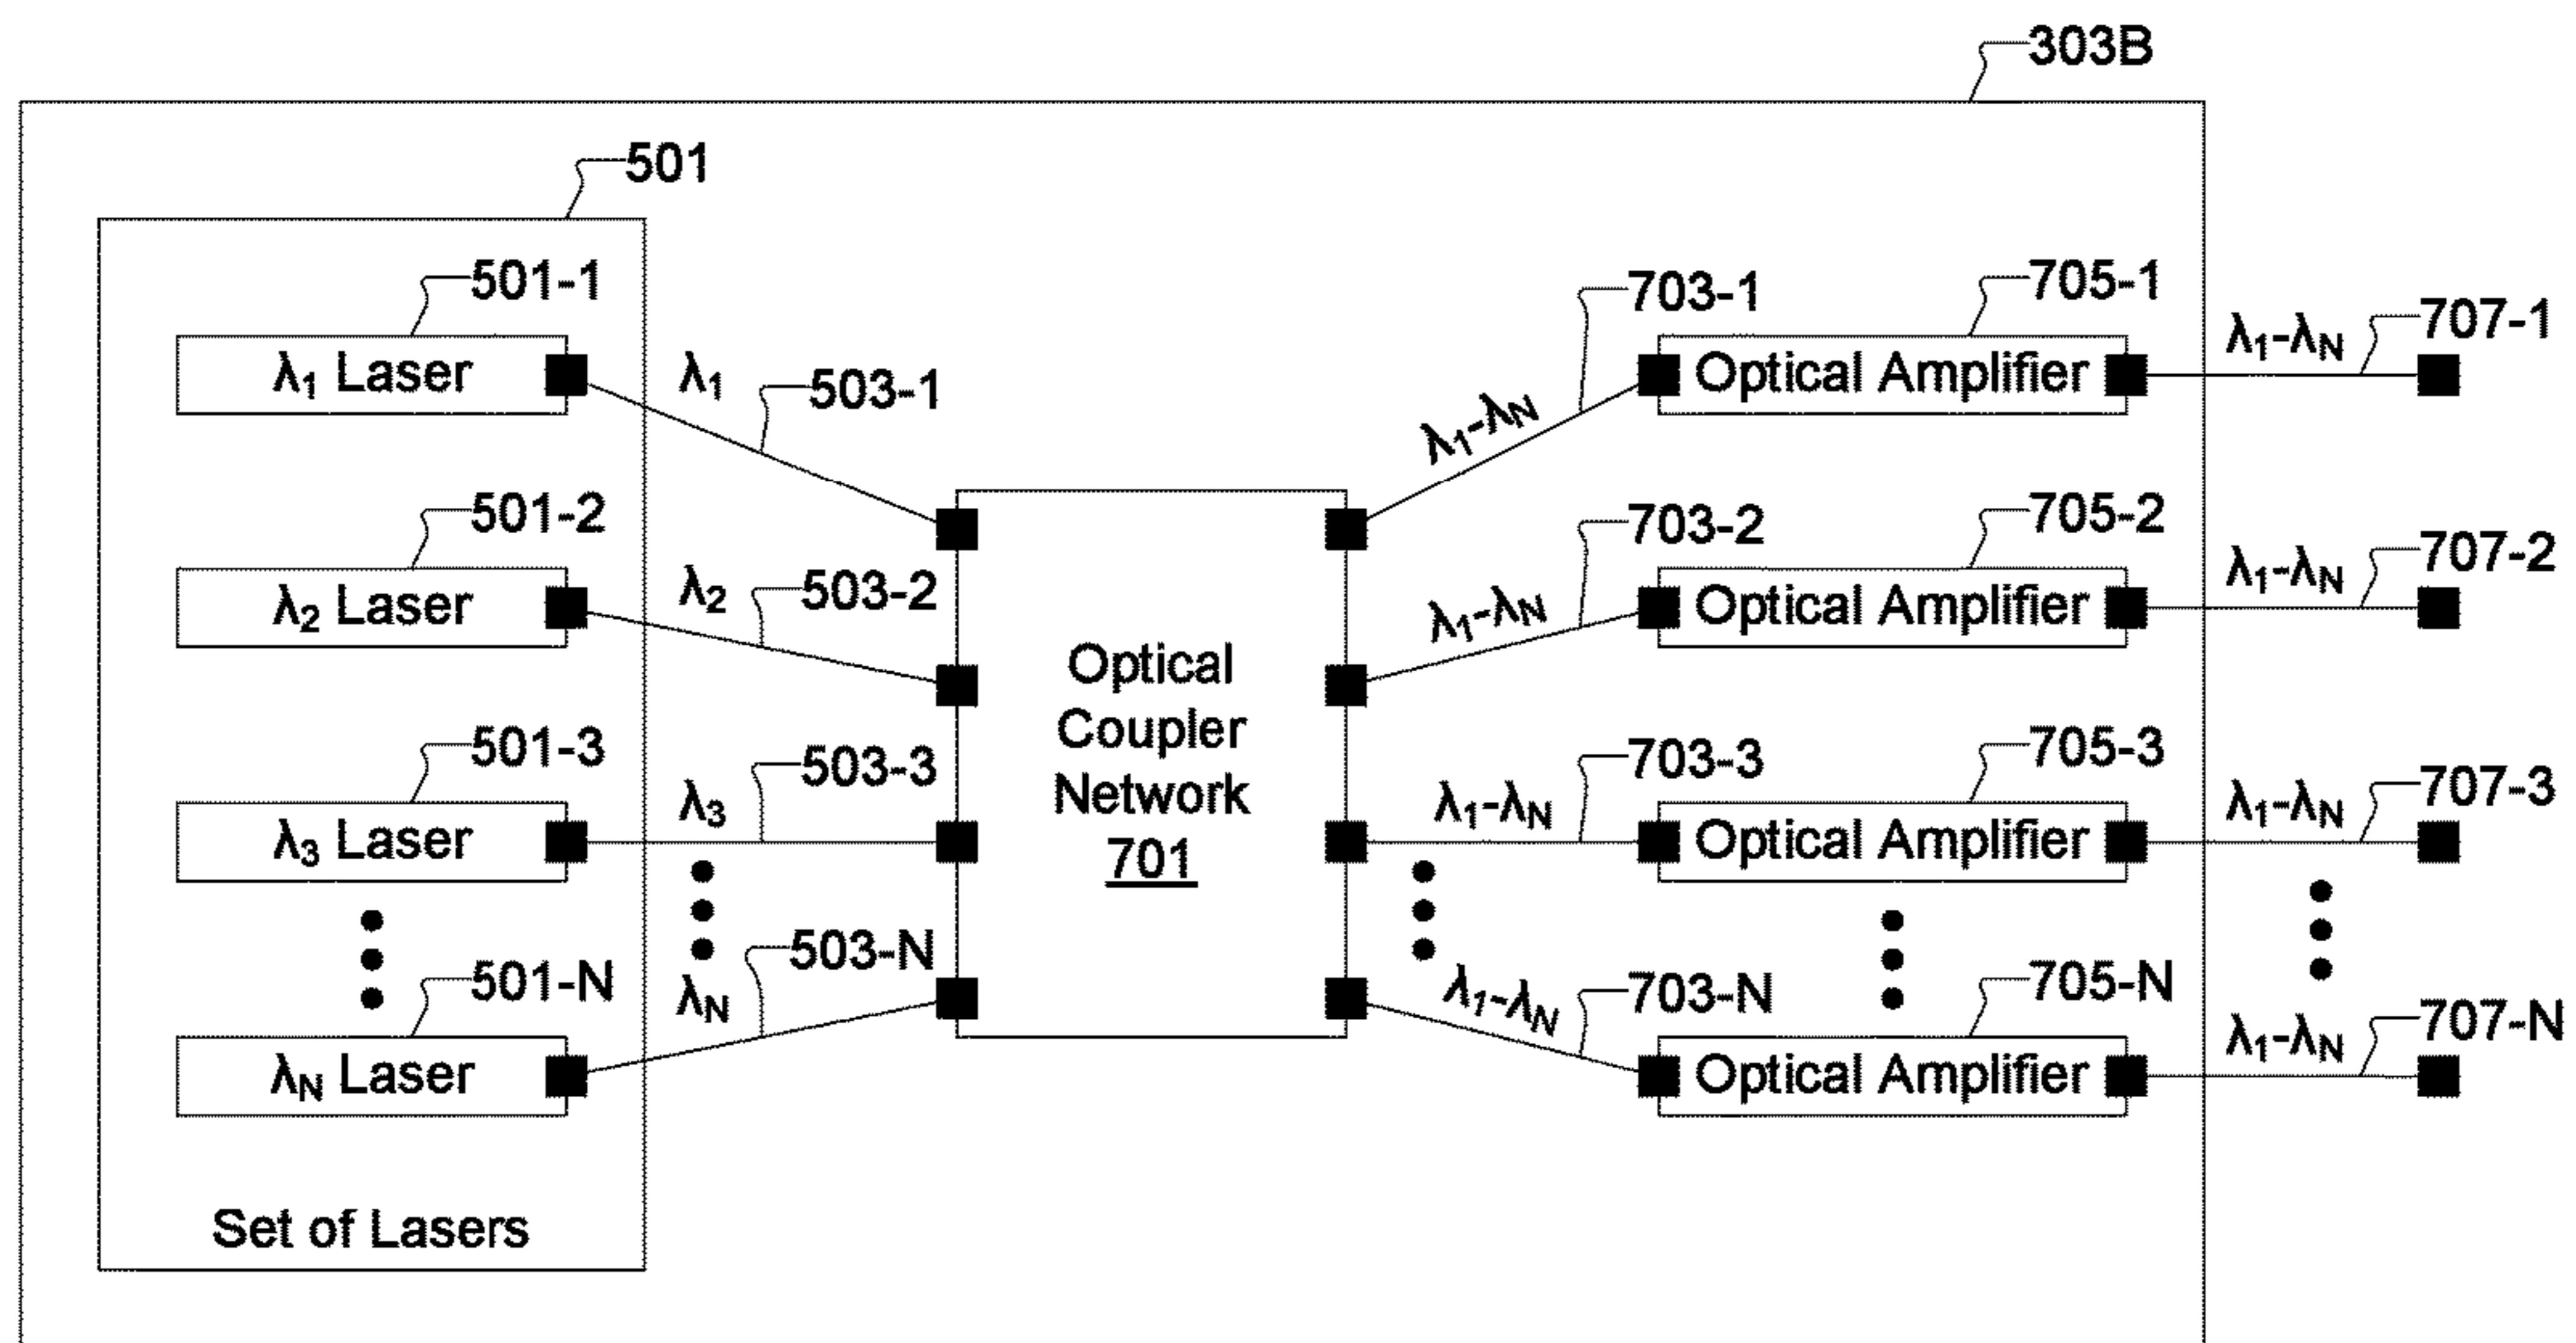 303B
501
501-1
λ1 Laser
λ1
503-1
703-1
λ1-λN
705-1
Optical Amplifier
λ1-λN
707-1
501-2
λ2 Laser
λ2
503-2
703-2
λ1-λN
705-2
Optical Amplifier
λ1-λN
707-2
Optical
Coupler
Network
701
501-3
λ3 Laser
λ3
503-3
703-3
λ1-λN
705-3
Optical Amplifier
λ1-λN
707-3
501-N
λN Laser
λN
503-N
703-N
λ1-λN
705-N
Optical Amplifier
λ1-λN
707-N
Set of Lasers